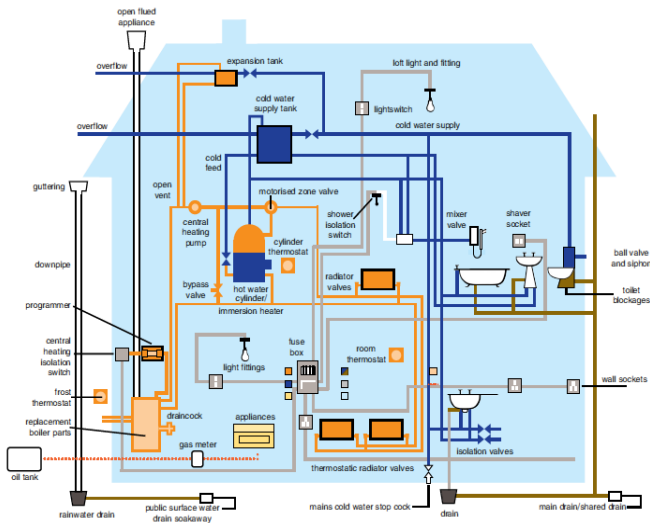 open flued
appliance
overflow
expansion tank
loft light and fitting
cold water
supply tank
lightswitch
overflow
cold water supply
cold
feed
guttering
open
vent
motorised zone valve
shower
isolation
switch
mixer
valve
shaver
socket
central
heating
pump
cylinder
thermostat
ball valve
and siphon
downpipe
bypass
valve
hot water
cylinder/
immersion heater
radiator
valves
toilet
blockages
programmer
central
heating
isolation
switch
light fittings
fuse
box
room
thermostat
wall sockets
frost
thermostat
replacement
boiler parts
draincock
appliances
gas meter
oil tank
thermostatic radiator valves
isolation valves
rainwater drain
public surface water
drain soakaway
mains cold water stop cock
drain
main drain/shared drain